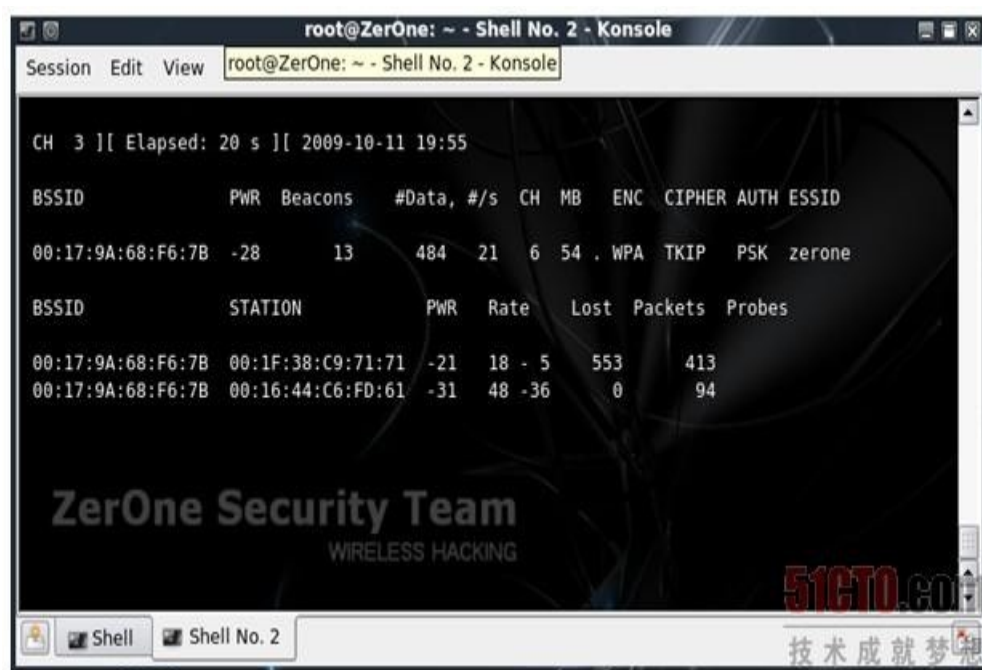 root@ZerOne: ~ - Shell No. 2 - Konsole
Session Edit View
root@ZerOne: ~ - Shell No. 2 - Konsole
CH 3 ][ Elapsed: 20 s ][ 2009-10-11 19:55
BSSID PWR Beacons #Data, #/s CH MB ENC CIPHER AUTH ESSID
00:17:9A:68:F6:7B -28 13 484 21 6 54 . WPA TKIP PSK zerone
BSSID STATION PWR Rate Lost Packets Probes
00:17:9A:68:F6:7B 00:1F:38:C9:71:71 -21 18 - 5 553 413
00:17:9A:68:F6:7B 00:16:44:C6:FD:61 -31 48 -36 0 94
ZerOne Security Team
WIRELESS HACKING
51CTO.com
技术成就梦想
Shell Shell No. 2